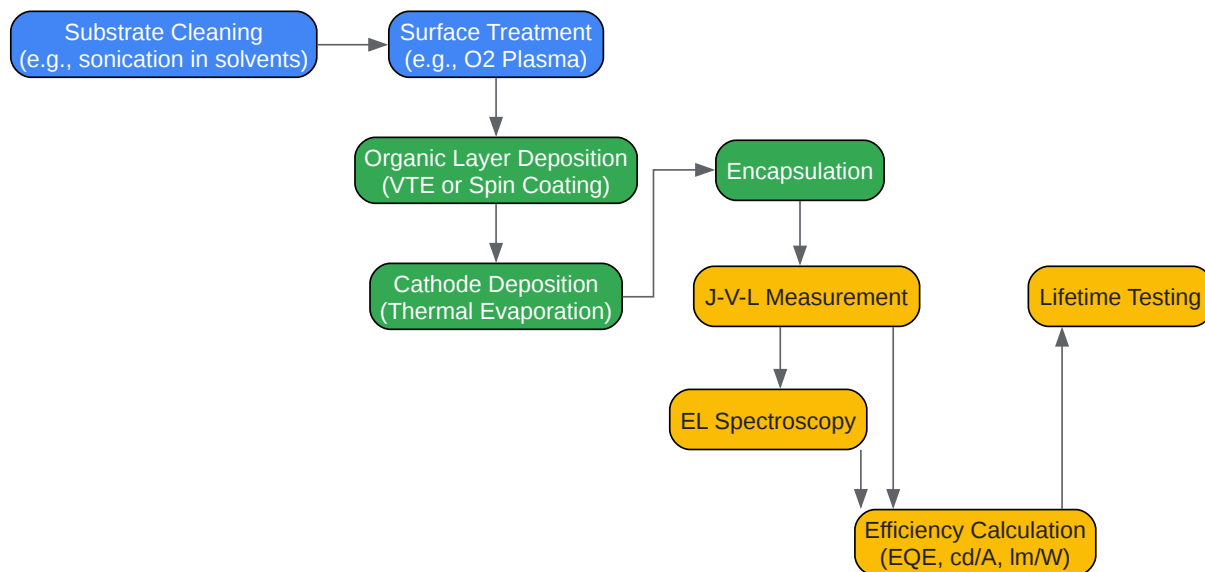 Substrate Cleaning
(e.g., sonication in solvents)
Surface Treatment
(e.g., O2 Plasma)
Organic Layer Deposition
(VTE or Spin Coating)
Encapsulation
Cathode Deposition
(Thermal Evaporation)
J-V-L Measurement
Lifetime Testing
EL Spectroscopy
Efficiency Calculation
(EQE, cd/A, lm/W)